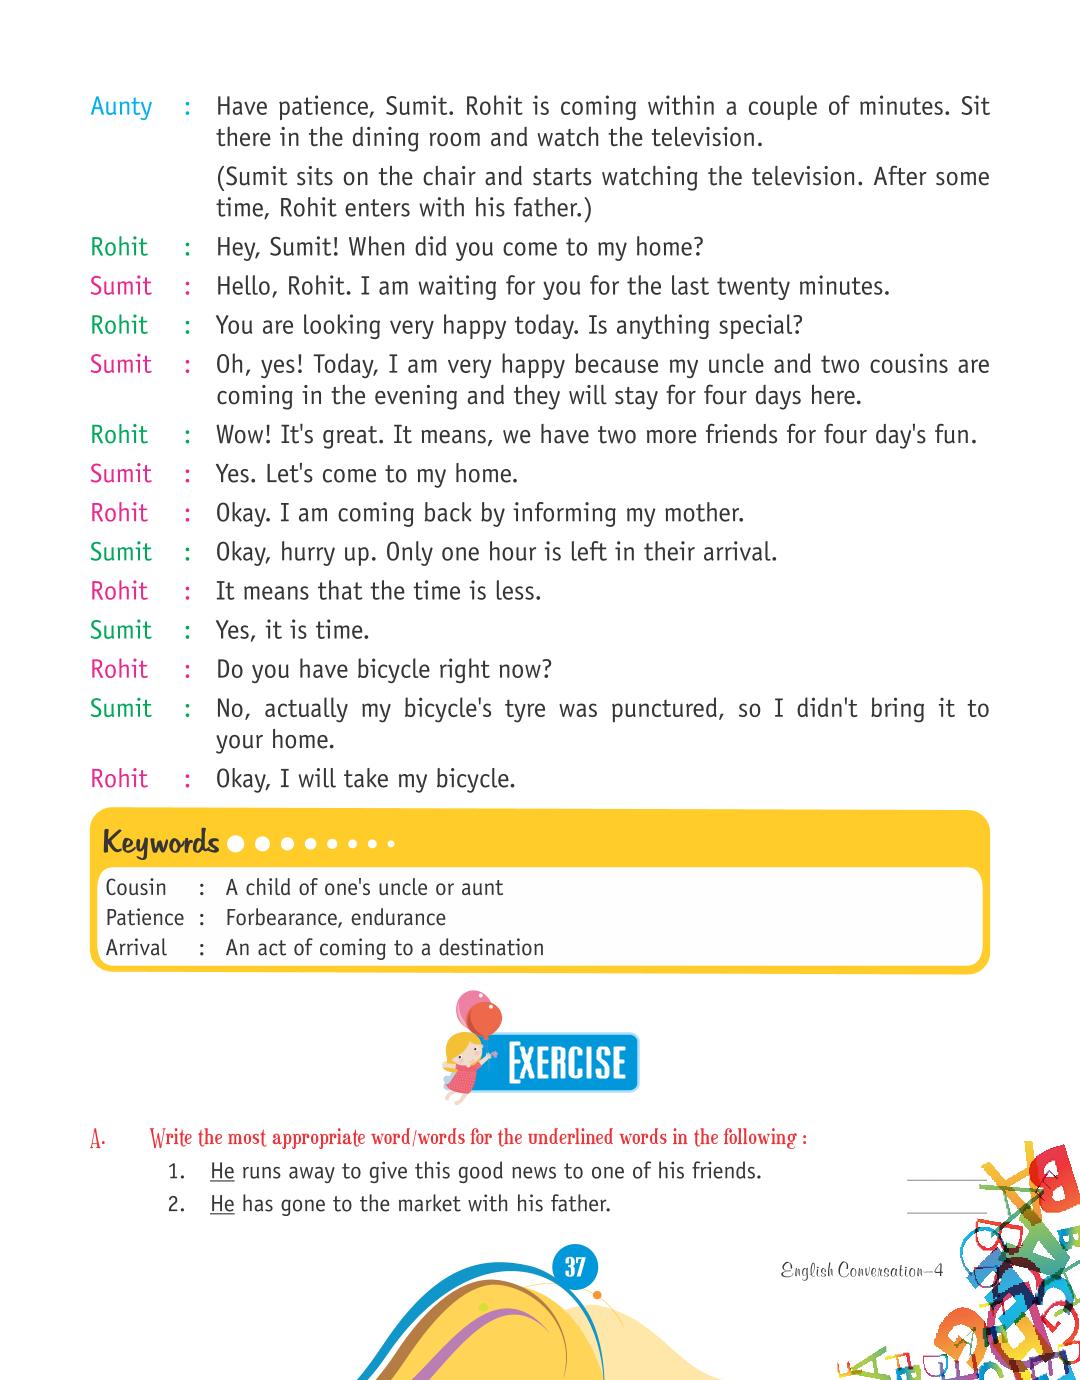 Aunty : Have patience, Sumit. Rohit is coming within a couple of minutes. Sit
there in the dining room and watch the television.
(Sumit sits on the chair and starts watching the television. After some
time, Rohit enters with his father.)
Rohit : Hey, Sumit! When did you come to my home?
Sumit : Hello, Rohit. I am waiting for you for the last twenty minutes.
Rohit : You are looking very happy today. Is anything special?
Sumit : Oh, yes! Today, I am very happy because my uncle and two cousins are
coming in the evening and they will stay for four days here.
Rohit : Wow! It's great. It means, we have two more friends for four day's fun.
Sumit : Yes. Let's come to my home.
Rohit : Okay. I am coming back by informing my mother.
Sumit : Okay, hurry up. Only one hour is left in their arrival.
Rohit : It means that the time is less.
Sumit : Yes, it is time.
Rohit : Do you have bicycle right now?
Sumit : No, actually my bicycle's tyre was punctured, so I didn't bring it to
your home.
Rohit : Okay, I will take my bicycle.
Keywords
Cousin : A child of one's uncle or aunt
Patience : Forbearance, endurance
Arrival : An act of coming to a destination
EXERCISE
A. Write the most appropriate word/words for the underlined words in the following :
1. He runs away to give this good news to one of his friends. ________
2. He has gone to the market with his father. ________
37
English Conversation–4